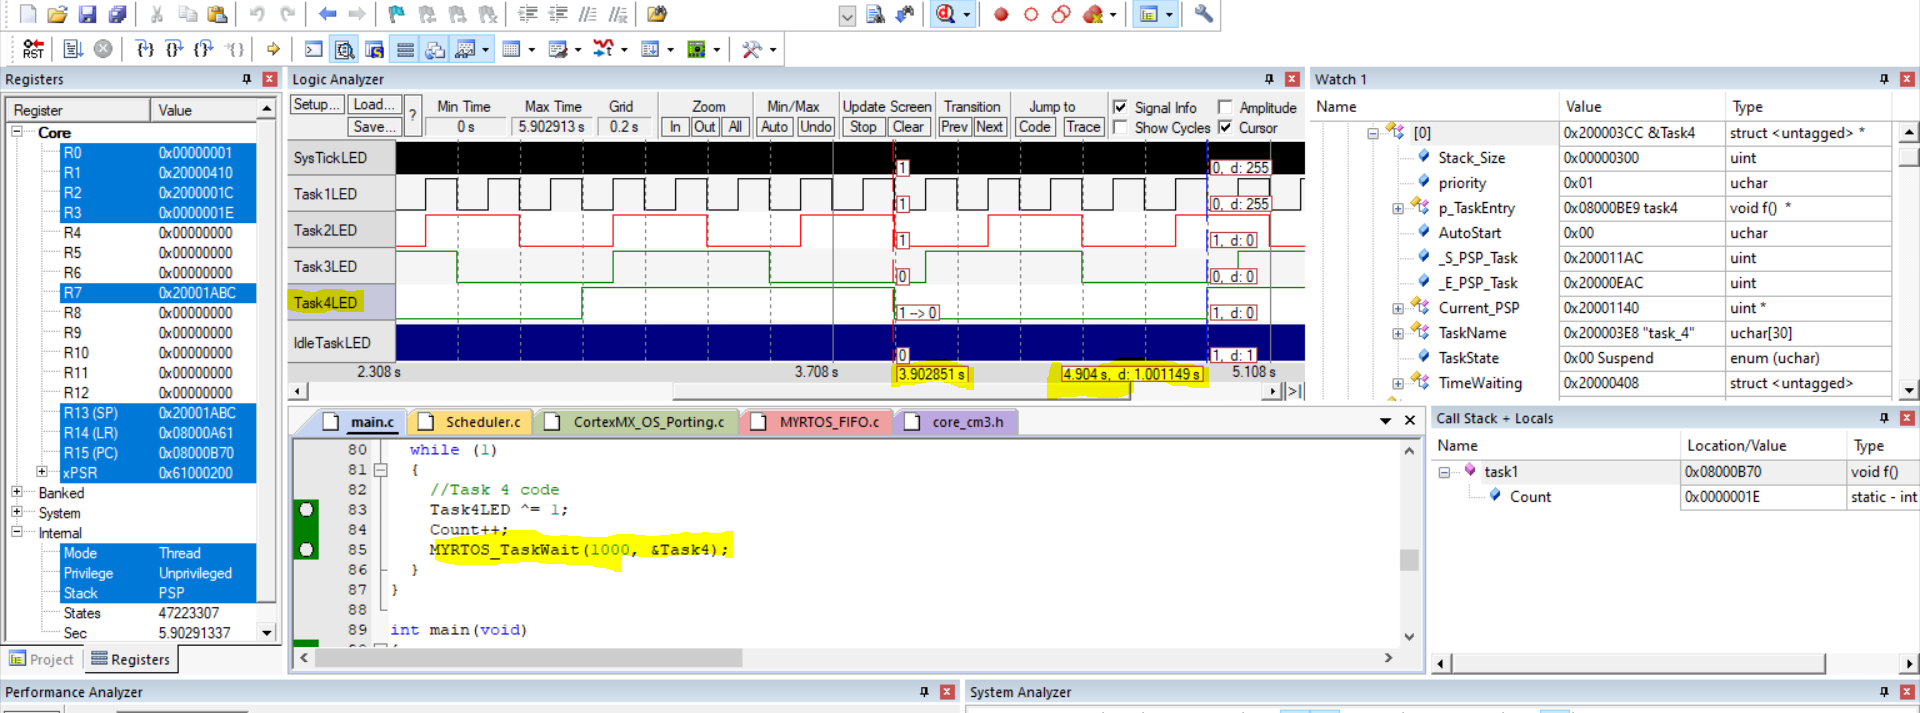 RST
Registers
Register Value
Core
R0 0x00000001
R1 0x20000410
R2 0x2000001C
R3 0x0000001E
R4 0x00000000
R5 0x00000000
R6 0x00000000
R7 0x20001ABC
R8 0x00000000
R9 0x00000000
R10 0x00000000
R11 0x00000000
R12 0x00000000
R13 (SP) 0x20001ABC
R14 (LR) 0x08000A61
R15 (PC) 0x08000B70
xPSR 0x61000200
Banked
System
Internal
Mode Thread
Privilege Unprivileged
Stack PSP
States 47223307
Sec 5.90291337
Project Registers
Logic Analyzer
Setup... Load... ? Min Time Max Time Grid Zoom Min/Max Update Screen Transition Jump to Signal Info Amplitude
Save... 0 s 5.902913 s 0.2 s In Out All Auto Undo Stop Clear Prev Next Code Trace Show Cycles Cursor
SysTickLED 1 0, d: 255
Task1LED 1 0, d: 255
Task2LED 1 1, d: 0
Task3LED 0 0, d: 0
Task4LED 1 --> 0 1, d: 0
IdleTaskLED 0 1, d: 1
2.308 s 3.708 s 3.902851 s 4.904 s, d: 1.001149 s 5.108 s
main.c Scheduler.c CortexMX_OS_Porting.c MYRTOS_FIFO.c core_cm3.h
80 while (1)
81 {
82 //Task 4 code
83 Task4LED ^= 1;
84 Count++;
85 MYRTOS_TaskWait(1000, &Task4);
86 }
87 }
88
89 int main(void)
Watch 1
Name Value Type
[0] 0x200003CC &Task4 struct <untagged> *
Stack_Size 0x00000300 uint
priority 0x01 uchar
p_TaskEntry 0x08000BE9 task4 void f() *
AutoStart 0x00 uchar
_S_PSP_Task 0x200011AC uint
_E_PSP_Task 0x20000EAC uint
Current_PSP 0x20001140 uint *
TaskName 0x200003E8 "task_4" uchar[30]
TaskState 0x00 Suspend enum (uchar)
TimeWaiting 0x20000408 struct <untagged>
Call Stack + Locals
Name Location/Value Type
task1 0x08000B70 void f()
Count 0x0000001E static - int
Performance Analyzer
System Analyzer